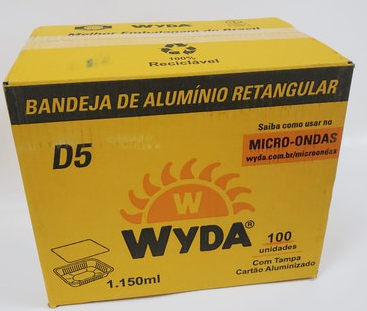 WYDA
Melhor Embalagem do Brasil
100%
Reciclável
BANDEJA DE ALUMÍNIO RETANGULAR
Saiba como usar no
MICRO-ONDAS
wyda.com.br/microondas
D5
W
WYDA®
100
unidades
Com Tampa
Cartão Aluminizado
1.150ml